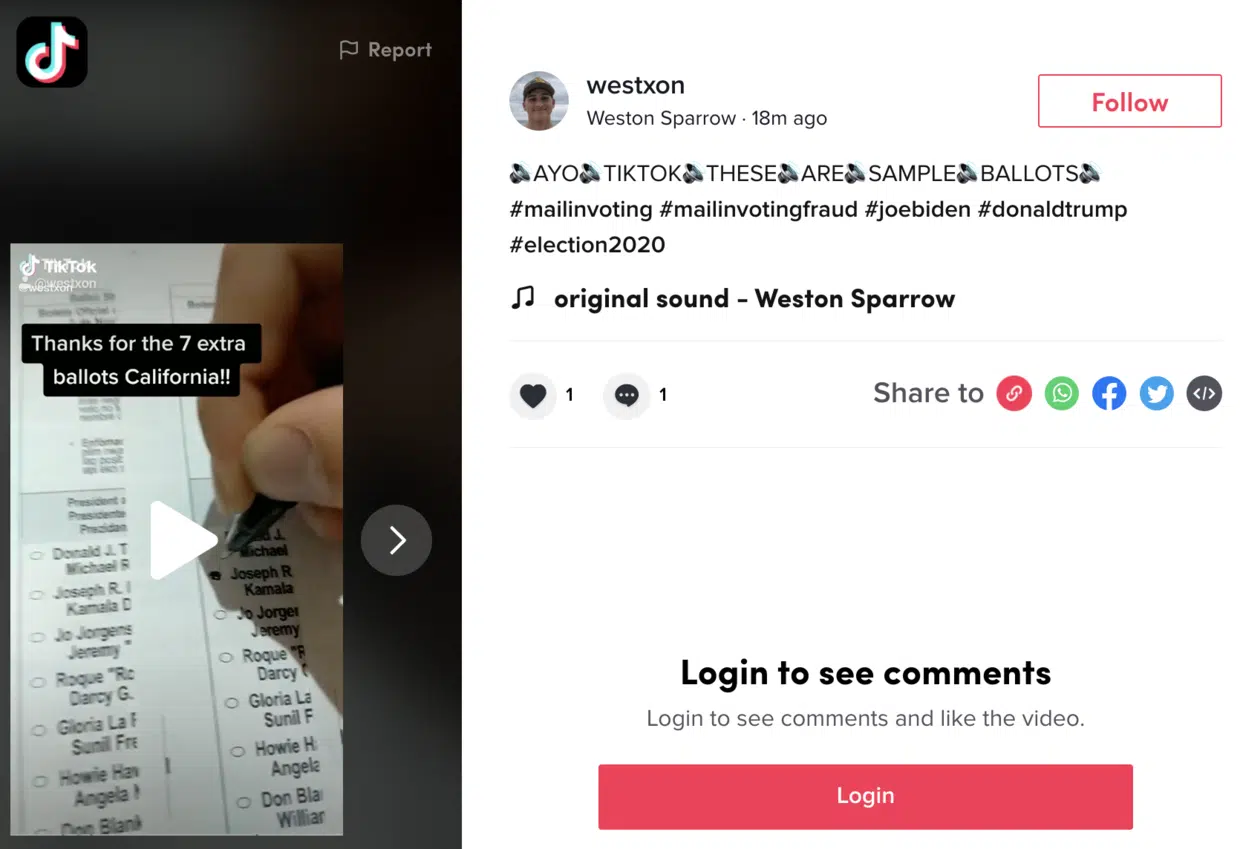 Report
westxon
Weston Sparrow · 18m ago
Follow
🔊AYO🔊TIKTOK🔊THESE🔊ARE🔊SAMPLE🔊BALLOTS🔊
#mailinvoting #mailinvotingfraud #joebiden #donaldtrump
#election2020
original sound - Weston Sparrow
1
1
Share to
TikTok
@westxon
Thanks for the 7 extra
ballots California!!
President
Presidente
Donald J. T
Michael R
Joseph R.
Kamala D
Jo Jorgens
Jeremy "
Roque "Ro
Darcy G.
Gloria La R
Sunil Fre
Howie Haw
Angela N
Don Blank
Michael
Joseph R
Kamala
Jo Jorger
Jeremy
Roque "R
Darcy
Gloria La
Sunil F
Howie H
Angela
Don Bla
William
Login to see comments
Login to see comments and like the video.
Login